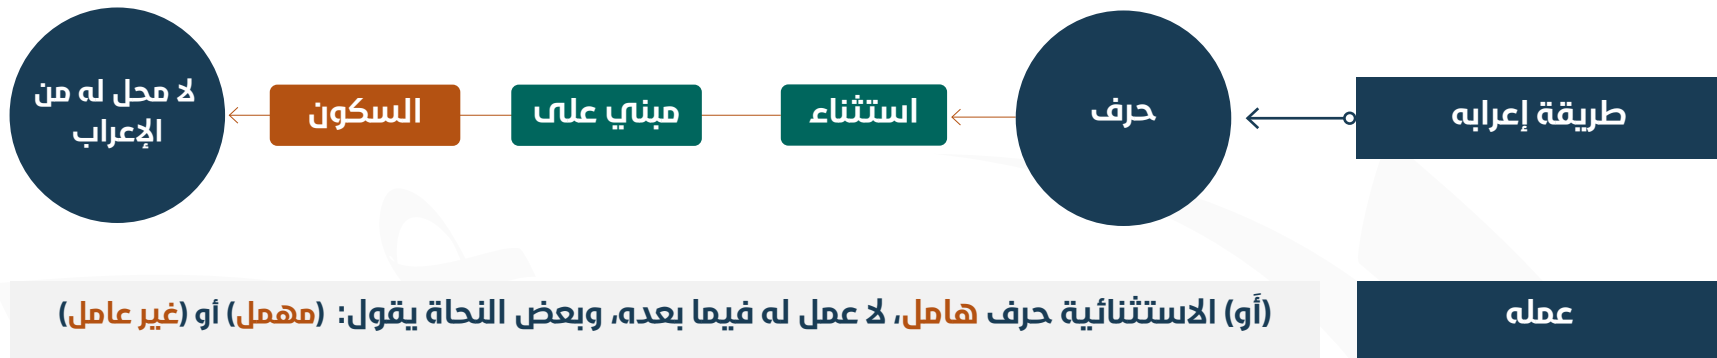 طريقة إعرابه
حرف
استثناء
مبني على
السكون
لا محل له من
الإعراب
عمله
(أَو) الاستثنائية حرف هامل، لا عمل له فيما بعده، وبعض النحاة يقول: (مهمل) أو (غير عامل)